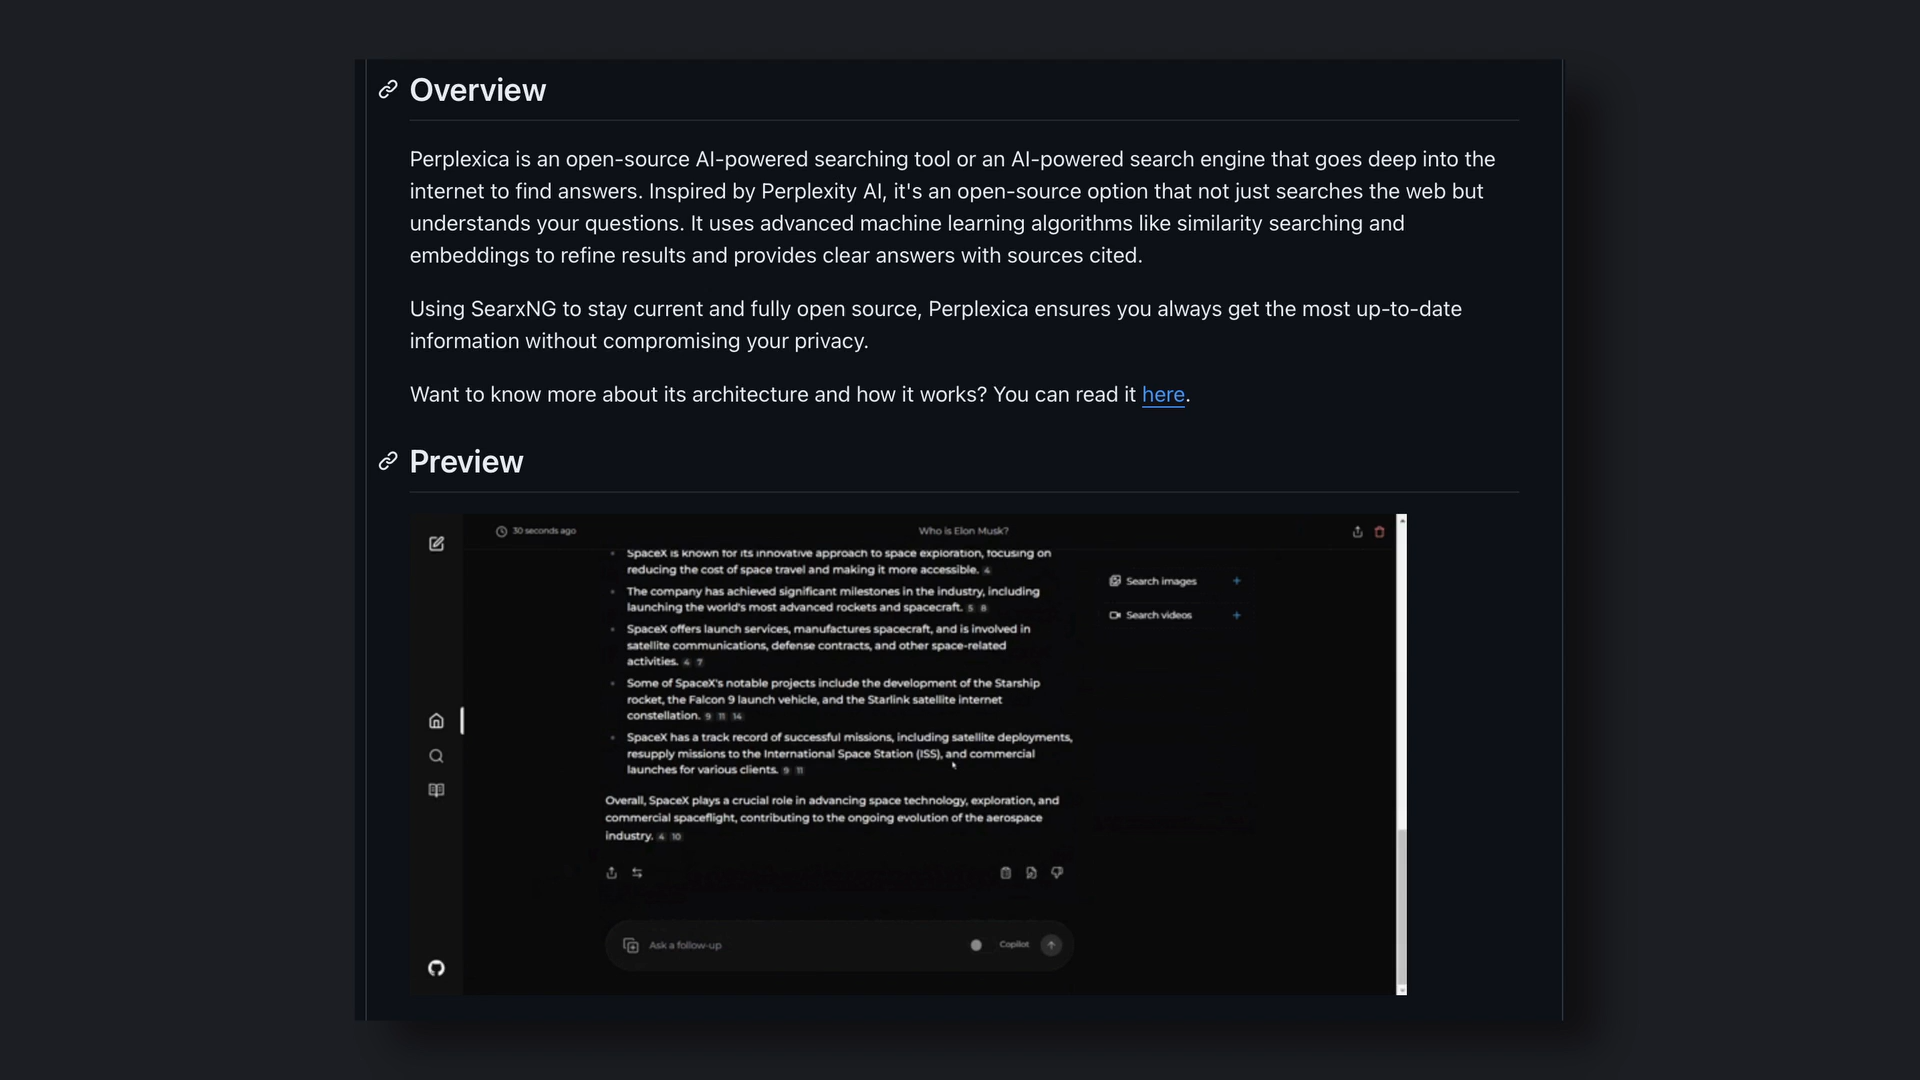 Overview
Perplexica is an open-source AI-powered searching tool or an AI-powered search engine that goes deep into the
internet to find answers. Inspired by Perplexity AI, it's an open-source option that not just searches the web but
understands your questions. It uses advanced machine learning algorithms like similarity searching and
embeddings to refine results and provides clear answers with sources cited.
Using SearxNG to stay current and fully open source, Perplexica ensures you always get the most up-to-date
information without compromising your privacy.
Want to know more about its architecture and how it works? You can read it here.
Preview
30 seconds ago
Who is Elon Musk?
SpaceX is known for its innovative approach to space exploration, focusing on
reducing the cost of space travel and making it more accessible. 4
The company has achieved significant milestones in the industry, including
launching the world's most advanced rockets and spacecraft. 5 8
SpaceX offers launch services, manufactures spacecraft, and is involved in
satellite communications, defense contracts, and other space-related
activities. 4 7
Some of SpaceX's notable projects include the development of the Starship
rocket, the Falcon 9 launch vehicle, and the Starlink satellite internet
constellation. 9 11 14
SpaceX has a track record of successful missions, including satellite deployments,
resupply missions to the International Space Station (ISS), and commercial
launches for various clients. 9 11
Overall, SpaceX plays a crucial role in advancing space technology, exploration, and
commercial spaceflight, contributing to the ongoing evolution of the aerospace
industry. 4 10
Search images +
Search videos +
Ask a follow-up
Copilot